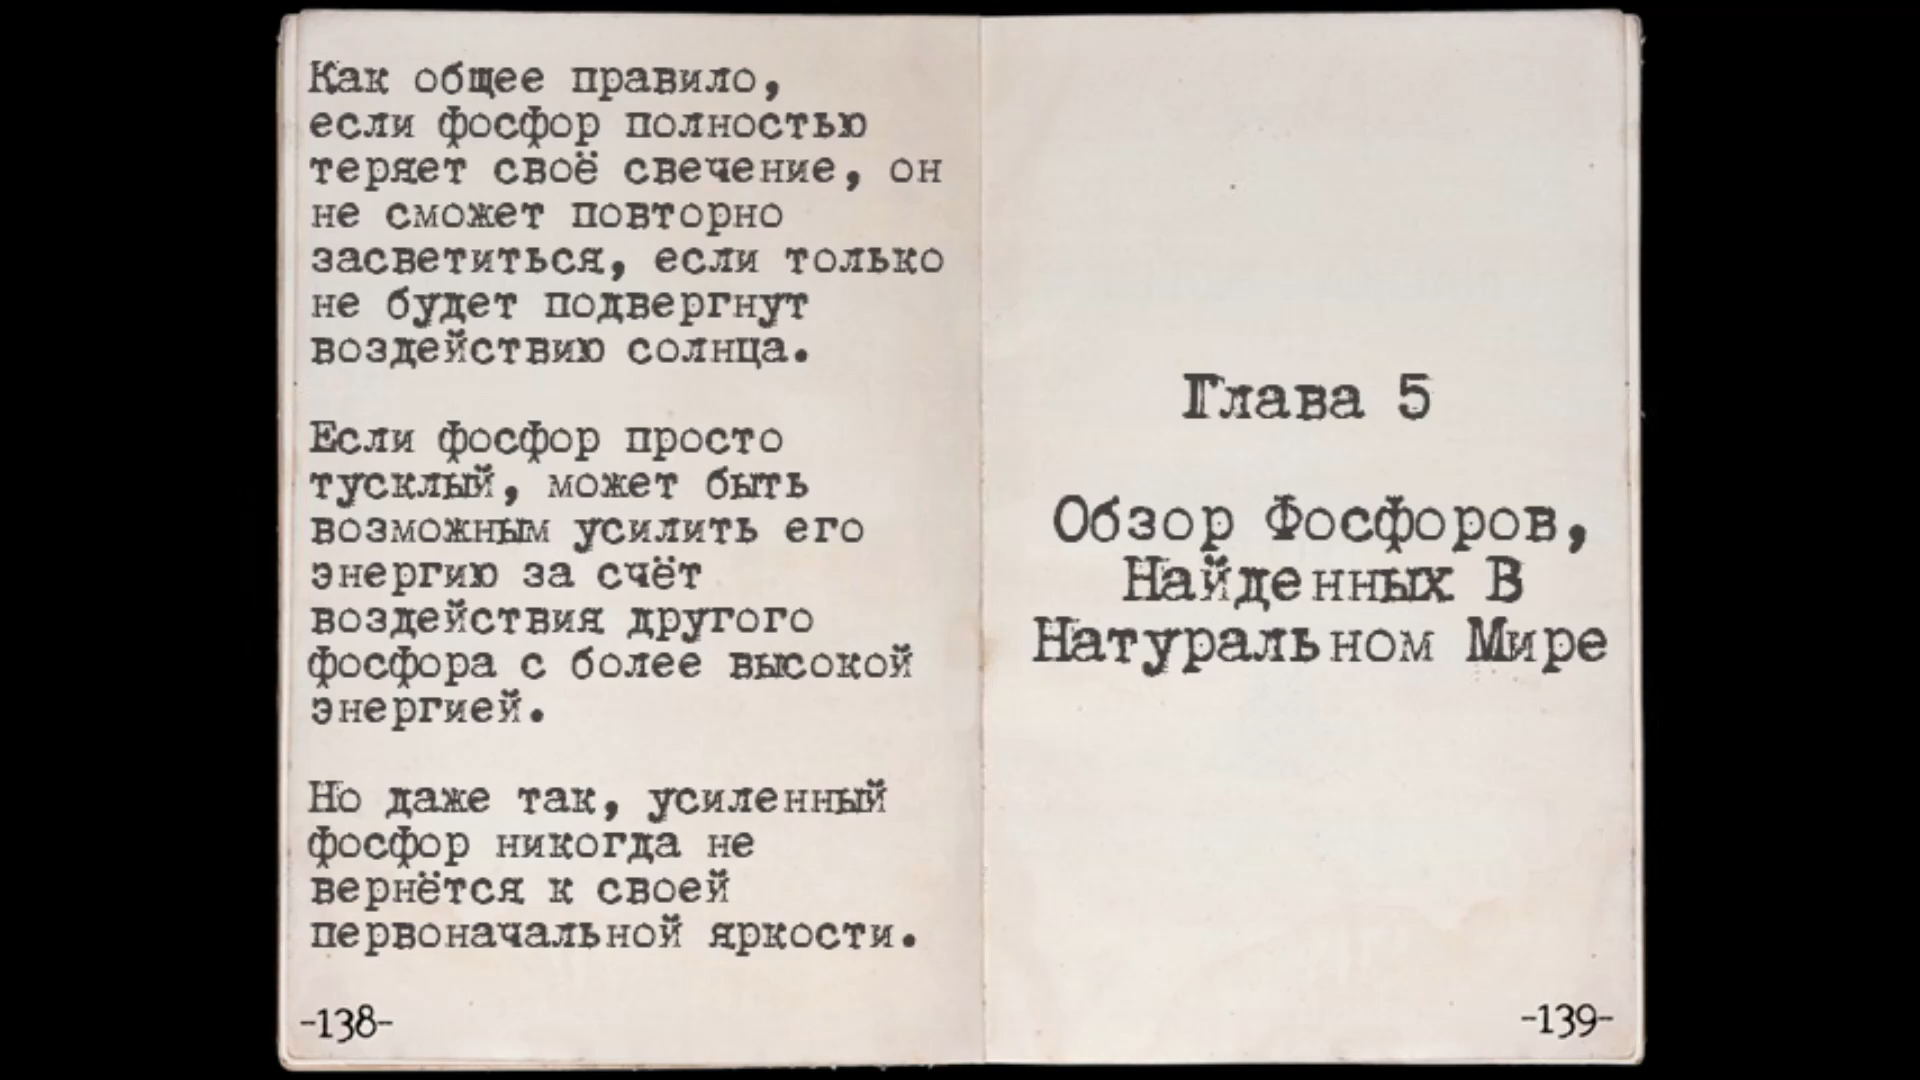 Как общее правило,
если фосфор полностью
теряет своё свечение, он
не сможет повторно
засветиться, если только
не будет подвергнут
воздействию солнца.
Если фосфор просто
тусклый, может быть
возможным усилить его
энергию за счёт
воздействия другого
фосфора с более высокой
энергией.
Но даже так, усиленный
фосфор никогда не
вернётся к своей
первоначальной яркости.
-138-
Глава 5
Обзор Фосфоров,
Найденных В
Натуральном Мире
-139-